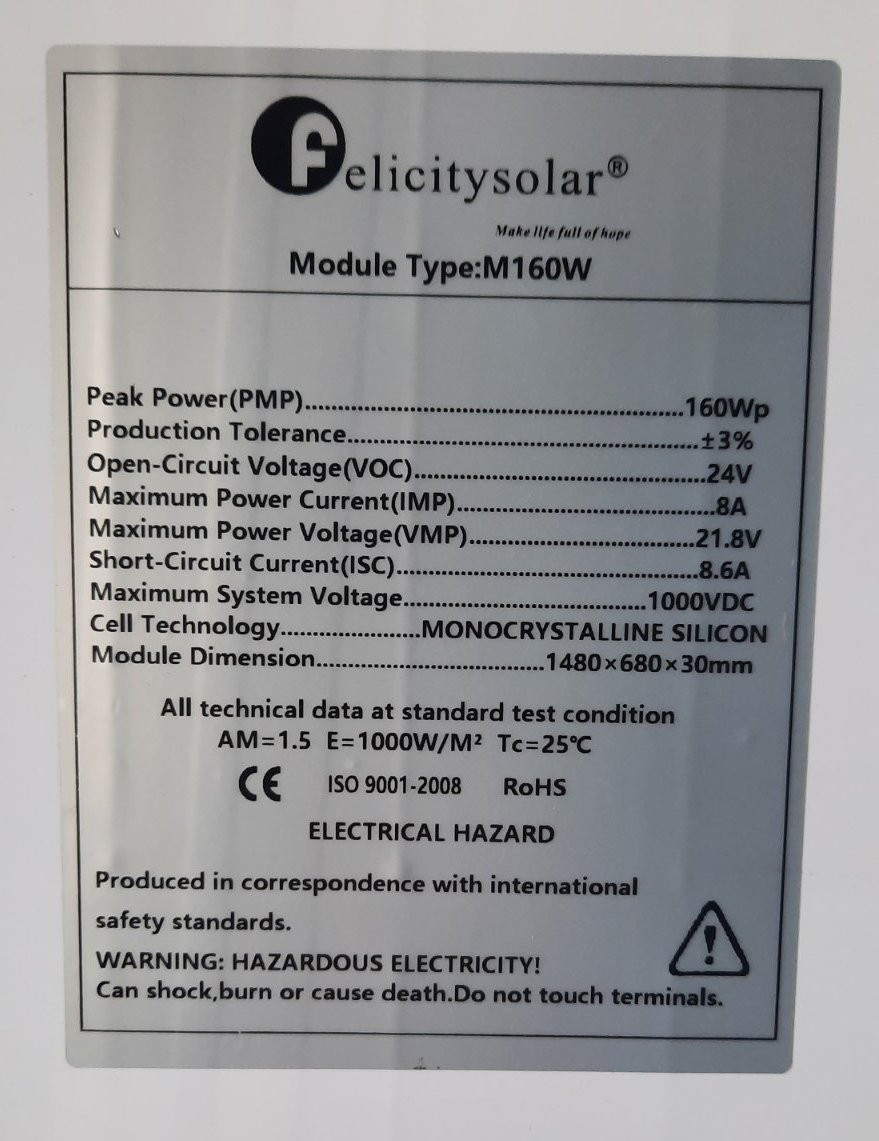 felicitysolar®
Make life full of hope
Module Type:M160W
Peak Power(PMP)..........................................................160Wp
Production Tolerance.....................................................±3%
Open-Circuit Voltage(VOC).............................................24V
Maximum Power Current(IMP).......................................8A
Maximum Power Voltage(VMP)..................................21.8V
Short-Circuit Current(ISC).............................................8.6A
Maximum System Voltage.....................................1000VDC
Cell Technology.....................MONOCRYSTALLINE SILICON
Module Dimension...................................1480×680×30mm
All technical data at standard test condition
AM=1.5 E=1000W/M² Tc=25℃
CE ISO 9001-2008 RoHS
ELECTRICAL HAZARD
Produced in correspondence with international
safety standards.
WARNING: HAZARDOUS ELECTRICITY!
Can shock,burn or cause death.Do not touch terminals.